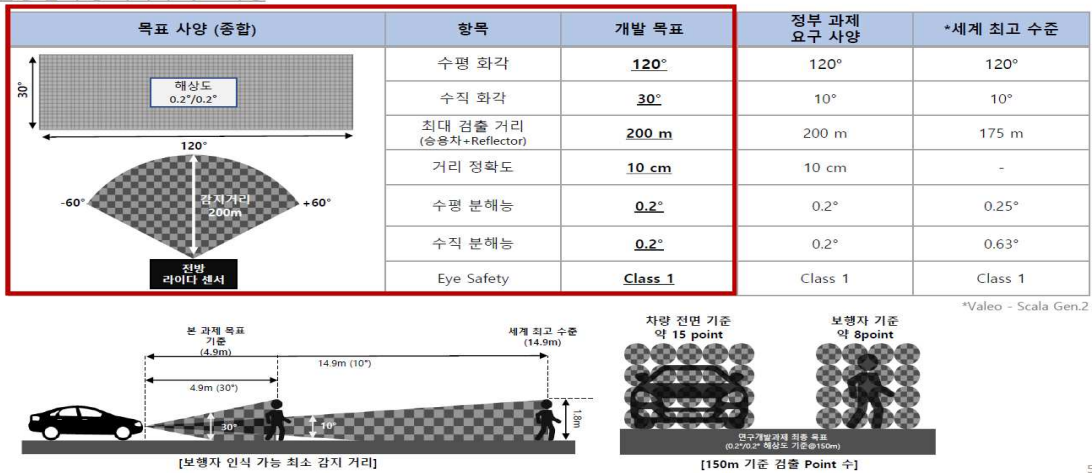 목표 사양 (종합)
항목
개발 목표
정부 과제
요구 사양
*세계 최고 수준
해상도
0.2°/0.2°
30°
120°
-60°
+60°
감지거리
200m
전방
라이다 센서
수평 화각
120°
120°
120°
수직 화각
30°
10°
10°
최대 검출 거리
(승용차+Reflector)
200 m
200 m
175 m
거리 정확도
10 cm
10 cm
-
수평 분해능
0.2°
0.2°
0.25°
수직 분해능
0.2°
0.2°
0.63°
Eye Safety
Class 1
Class 1
Class 1
*Valeo - Scala Gen.2
본 과제 목표
기준
(4.9m)
세계 최고 수준
(14.9m)
14.9m (10°)
4.9m (30°)
30°
10°
1.8m
[보행자 인식 가능 최소 감지 거리]
차량 전면 기준
약 15 point
보행자 기준
약 8point
연구개발과제 최종 목표
(0.2°/0.2° 해상도 기준@150m)
[150m 기준 검출 Point 수]